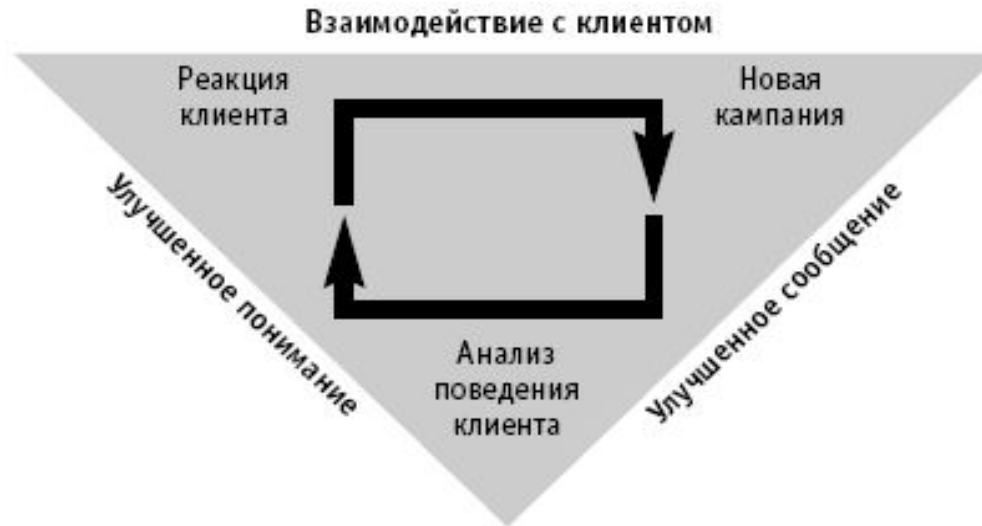 Взаимодействие с клиентом
Реакция
клиента
Новая
кампания
Улучшенное понимание
Улучшенное сообщение
Анализ
поведения
клиента